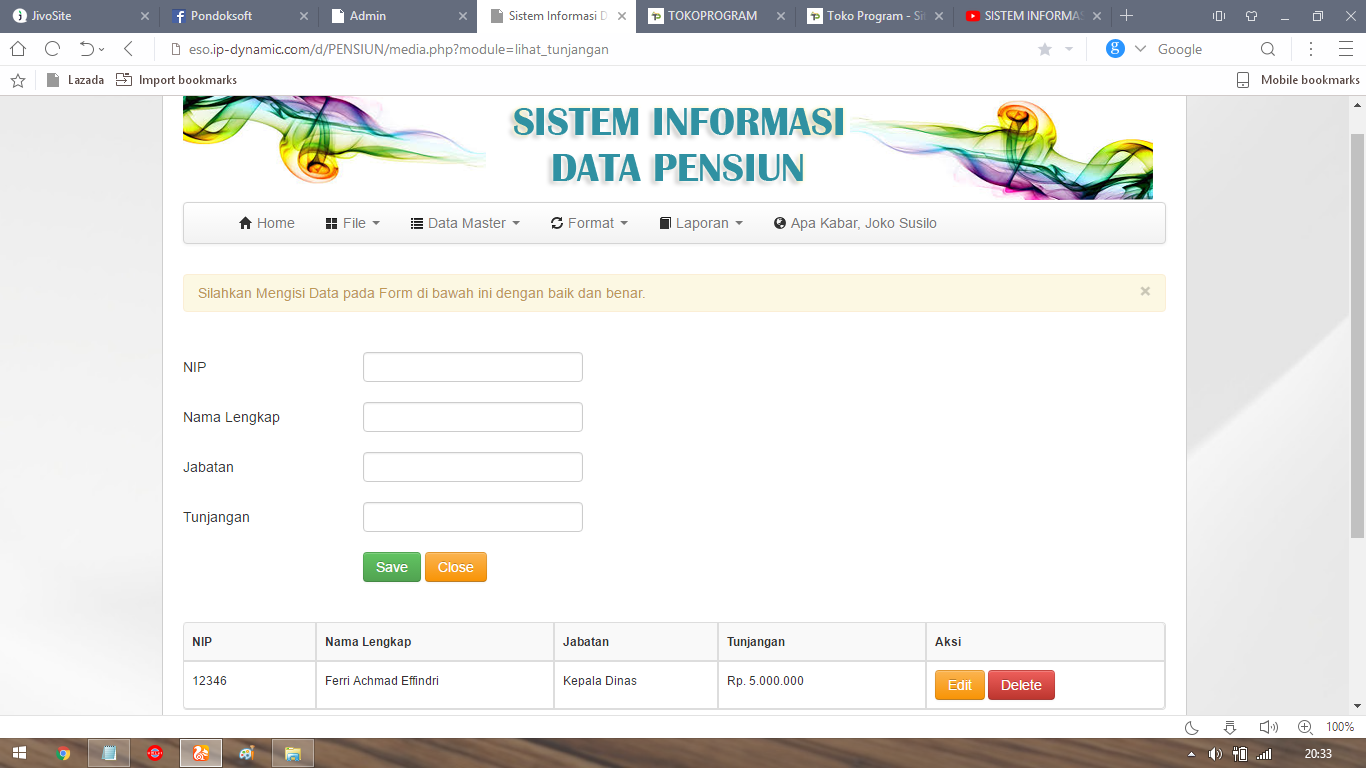 JivoSite
Pondoksoft
Admin
Sistem Informasi D
TOKOPROGRAM
Toko Program - Si
SISTEM INFORMAS
eso.ip-dynamic.com/d/PENSIUN/media.php?module=lihat_tunjangan
Google
Lazada
Import bookmarks
Mobile bookmarks
SISTEM INFORMASI
DATA PENSIUN
Home
File
Data Master
Format
Laporan
Apa Kabar, Joko Susilo
Silahkan Mengisi Data pada Form di bawah ini dengan baik dan benar.
NIP
Nama Lengkap
Jabatan
Tunjangan
Save Close
NIP Nama Lengkap Jabatan Tunjangan Aksi
12346 Ferri Achmad Effindri Kepala Dinas Rp. 5.000.000 Edit Delete
100%
20:33